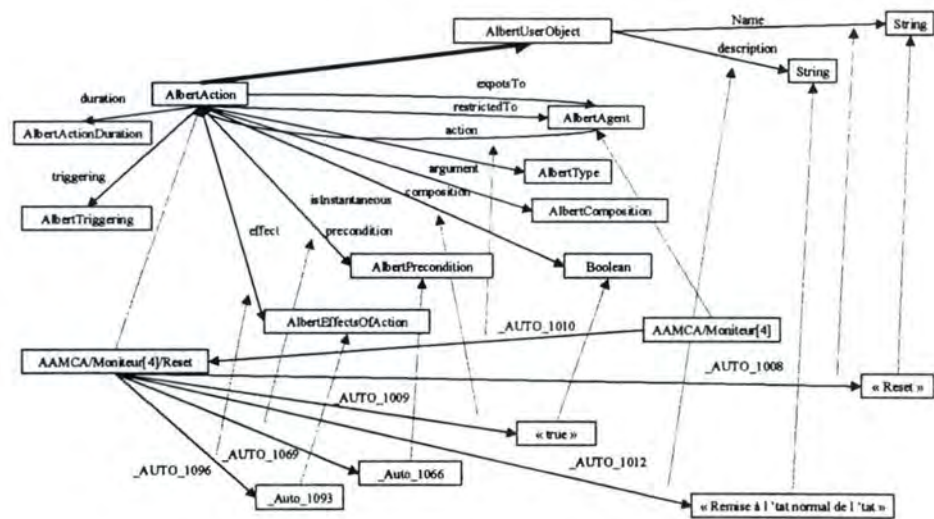 Name
String
AlbertUserObject
description
String
AlbertAction
expotsTo
duration
restrictedTo
AlbertAgent
AlbertActionDuration
action
AlbertType
argument
triggering
composition
isInstantaneous
AlbertComposition
AlbertTriggering
effect
precondition
AlbertPrecondition
Boolean
AlbertEffectsOfAction
_AUTO_1010
AAMCA/Moniteur[4]
AAMCA/Moniteur[4]/Reset
_AUTO_1008
« Reset »
_AUTO_1009
« true »
_AUTO_1069
_AUTO_1012
_AUTO_1096
_Auto_1066
_Auto_1093
« Remise à l 'tat normal de l 'tat »